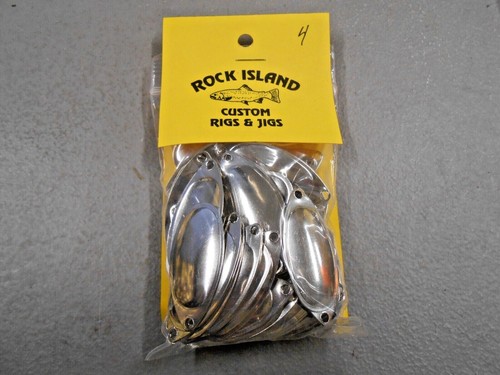 4
ROCK ISLAND
CUSTOM
RIGS & JIGS